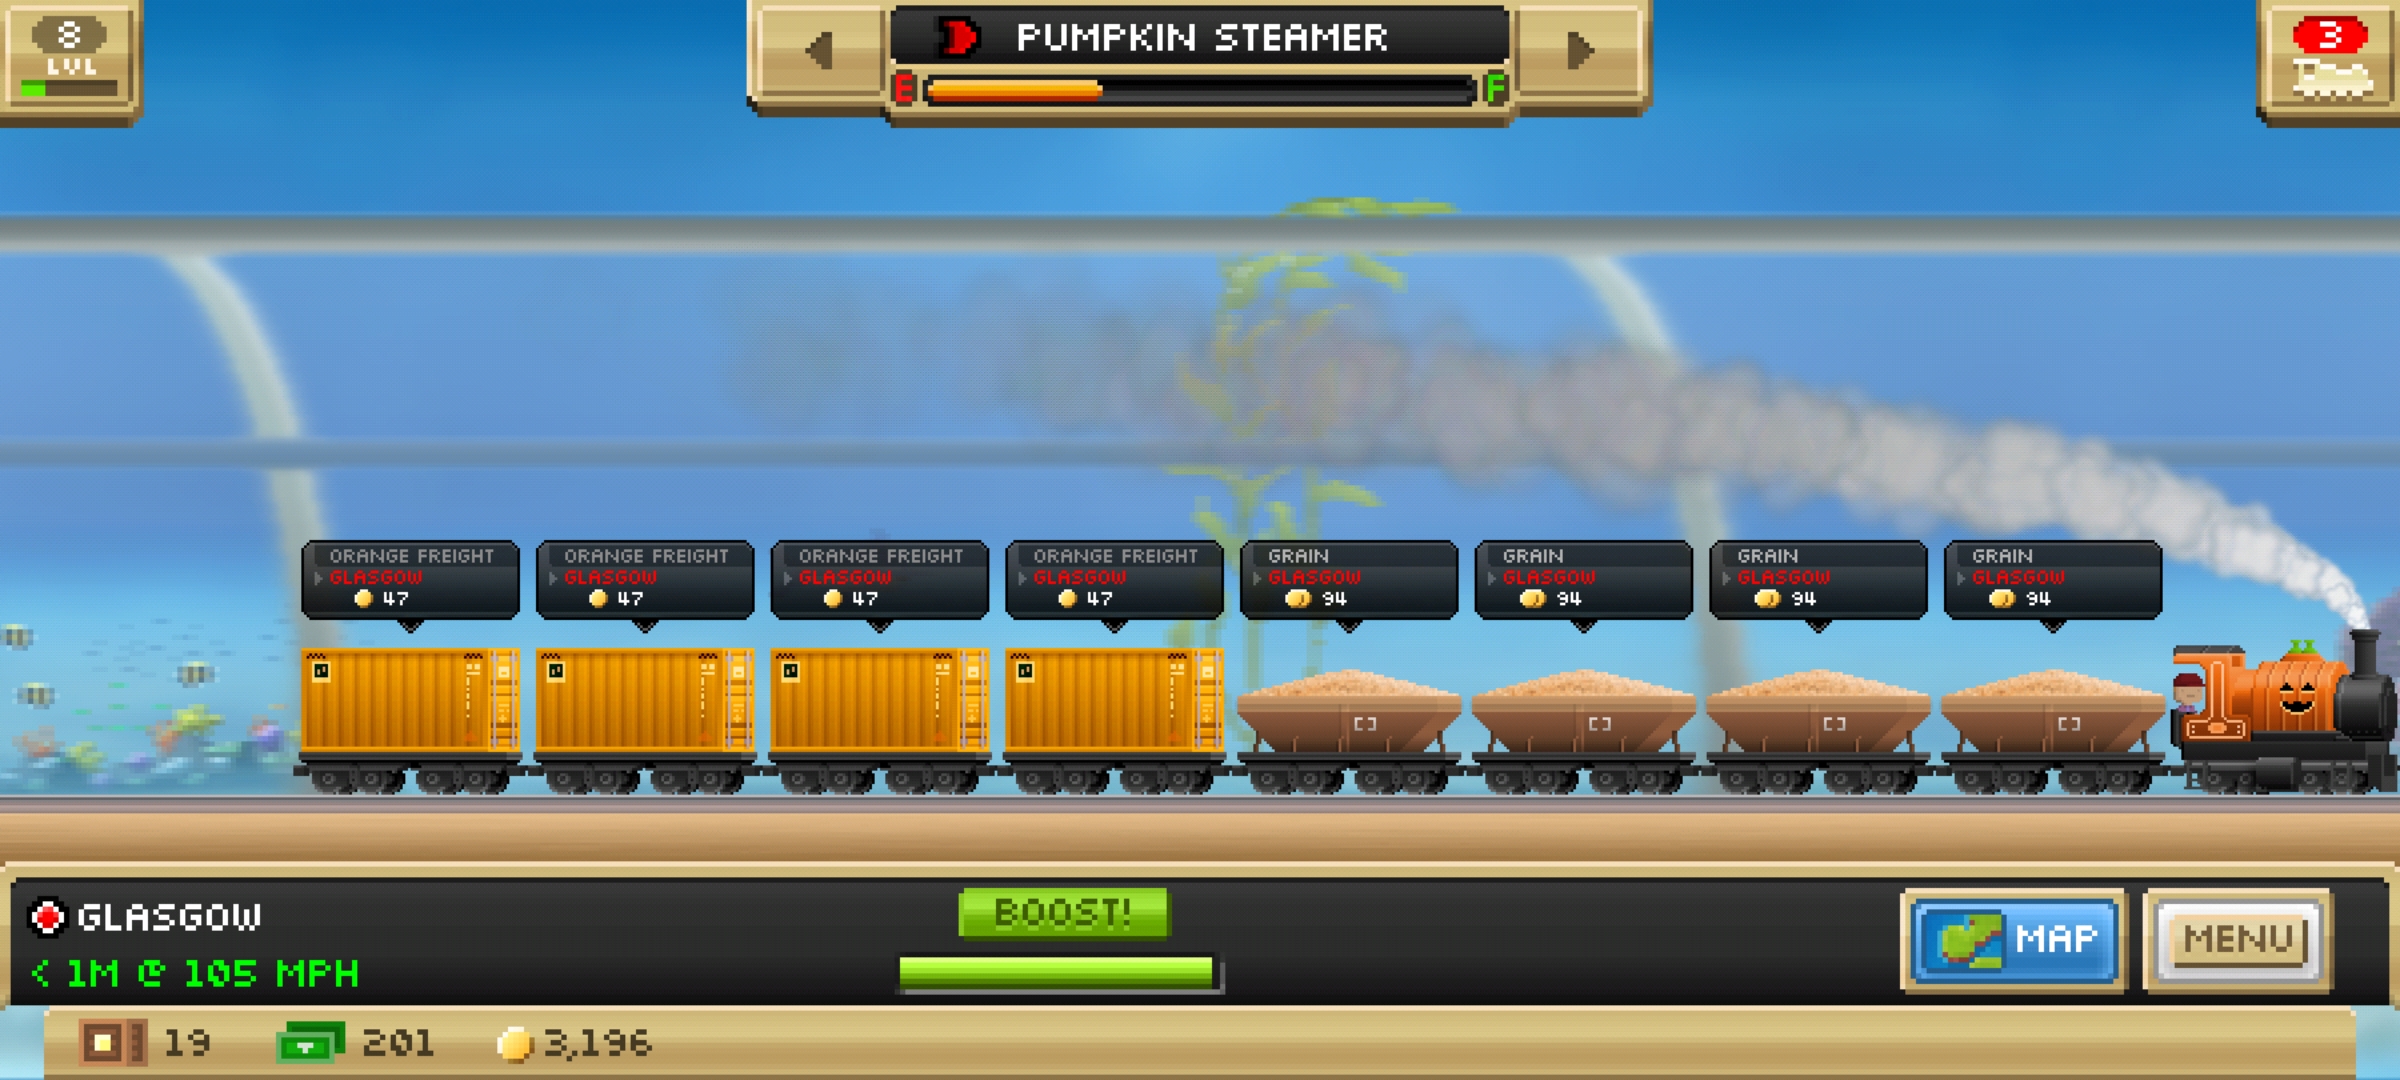 8
LVL
PUMPKIN STEAMER
E F
3
ORANGE FREIGHT
GLASGOW
47
ORANGE FREIGHT
GLASGOW
47
ORANGE FREIGHT
GLASGOW
47
ORANGE FREIGHT
GLASGOW
47
GRAIN
GLASGOW
94
GRAIN
GLASGOW
94
GRAIN
GLASGOW
94
GRAIN
GLASGOW
94
GLASGOW
< 1M @ 105 MPH
BOOST!
MAP
MENU
19
201
3,196